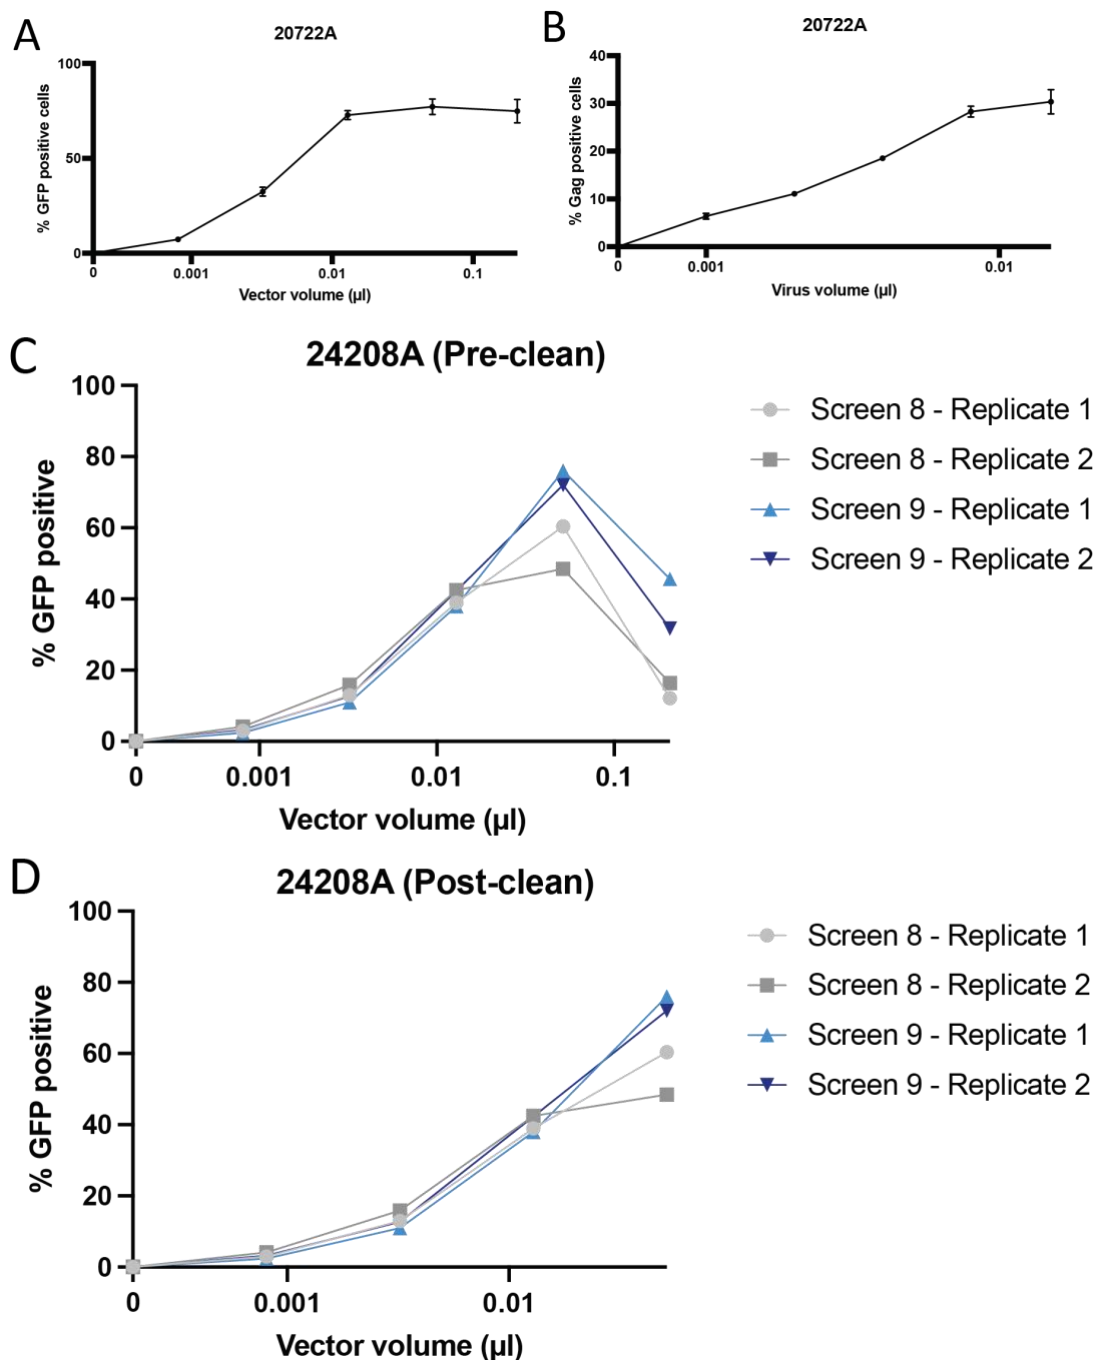 A
20722A
100
50
0
% GFP positive cells
0
0.001
0.01
0.1
Vector volume (µl)
B
20722A
40
30
20
10
0
% Gag positive cells
0
0.001
0.01
Virus volume (µl)
C
24208A (Pre-clean)
100
80
60
40
20
0
% GFP positive
0
0.001
0.01
0.1
Vector volume (µl)
Screen 8 - Replicate 1
Screen 8 - Replicate 2
Screen 9 - Replicate 1
Screen 9 - Replicate 2
D
24208A (Post-clean)
100
80
60
40
20
0
% GFP positive
0
0.001
0.01
Vector volume (µl)
Screen 8 - Replicate 1
Screen 8 - Replicate 2
Screen 9 - Replicate 1
Screen 9 - Replicate 2